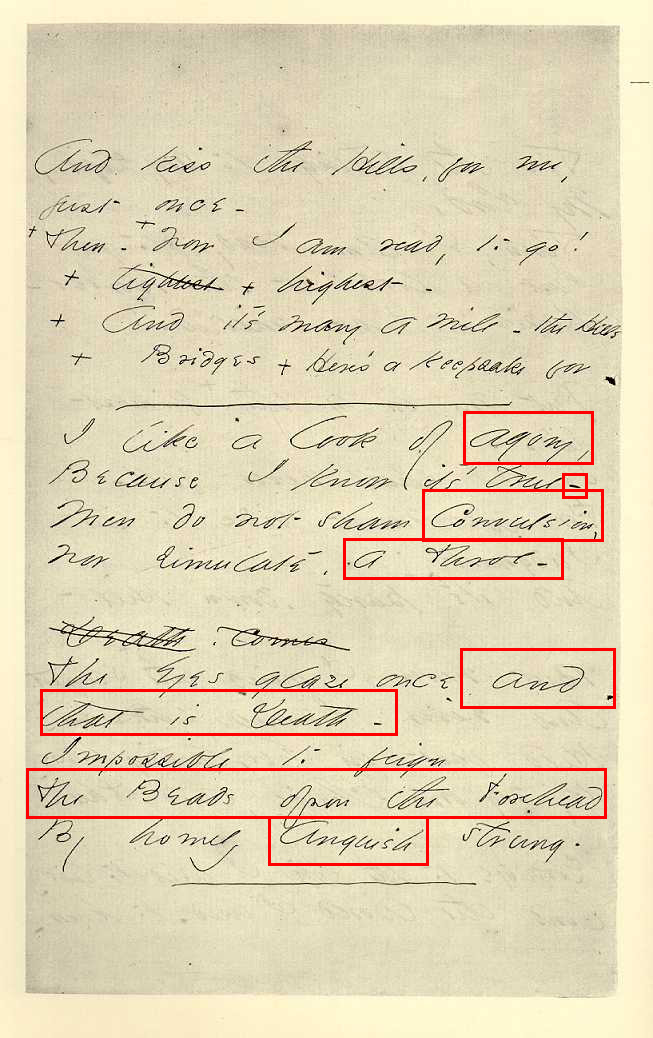 And kiss the Hills, for me,
just once -
+ Then - + now I am ready to go!
+ tightest + highest -
+ And it's many a mile - the Hills
+ Bridges + Here's a keepsake for
I like a look of agony,
Because I know it's true -
Men do not sham Convulsion,
Nor simulate, a throe -
Death, comes
The Eyes glaze once and
that is Death -
Impossible to feign
The Beads opon the Forehead
By homely Anguish strung.